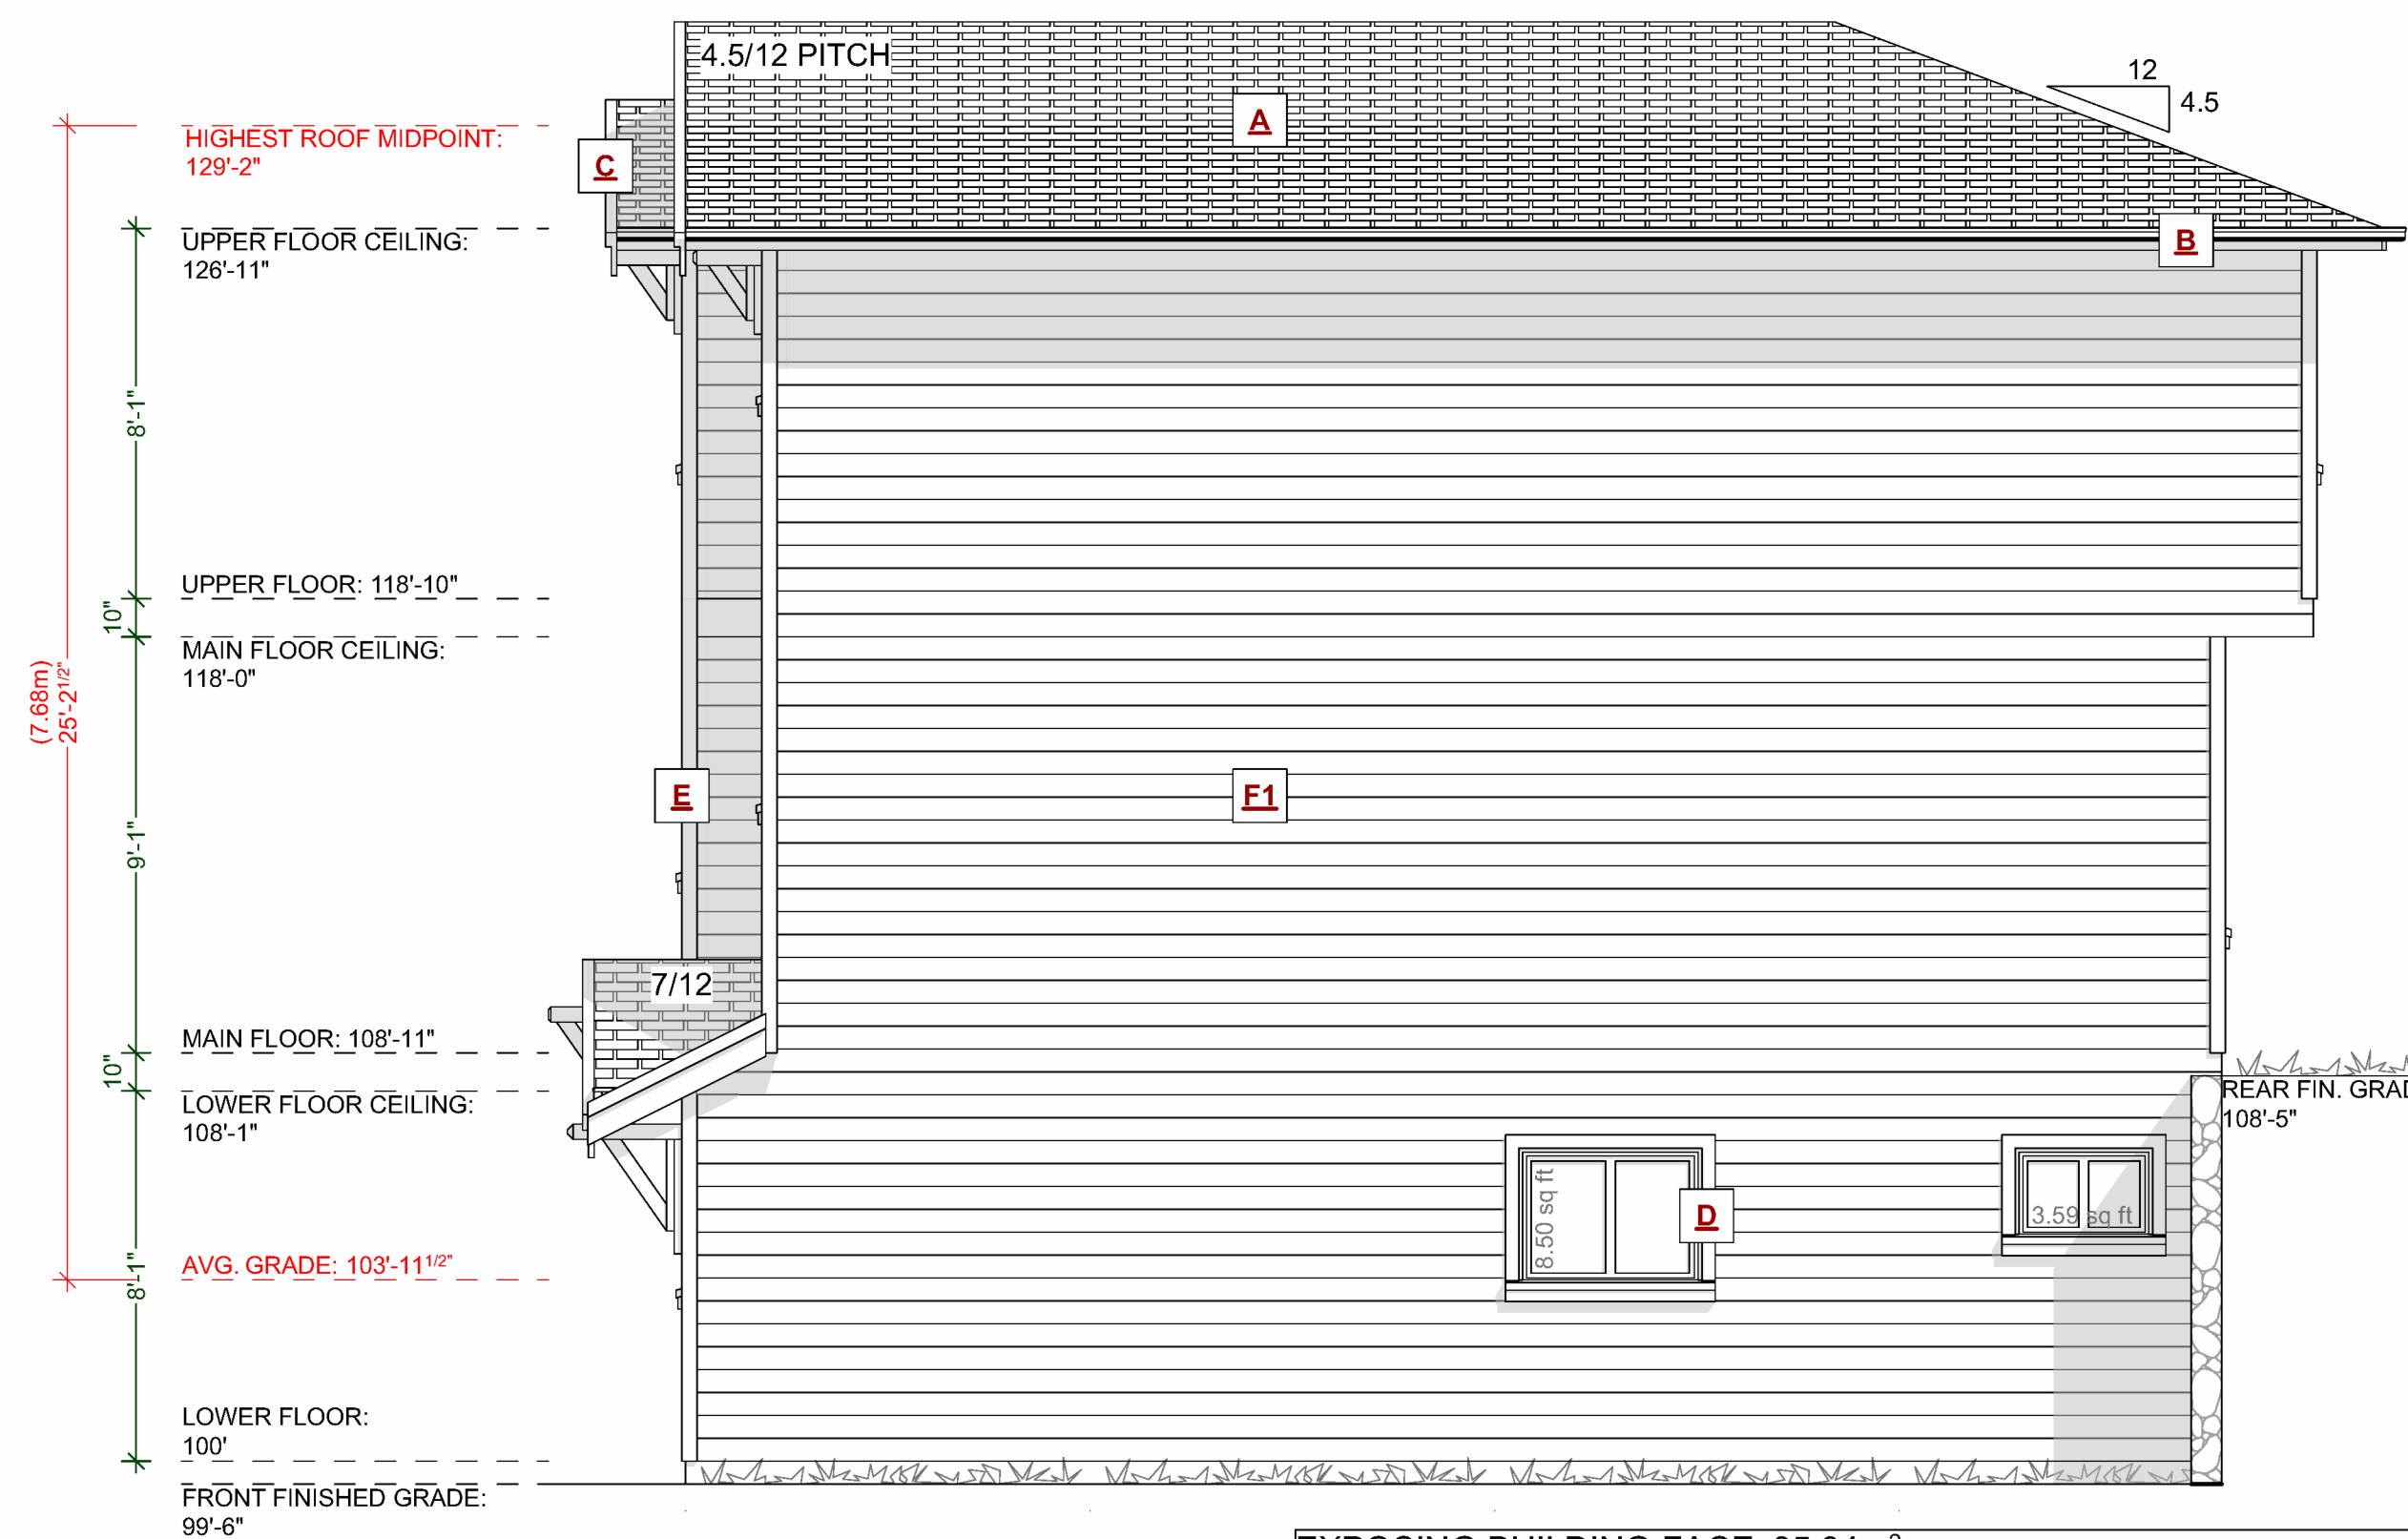 4.5/12 PITCH
12
4.5
A
HIGHEST ROOF MIDPOINT:
129'-2"
C
UPPER FLOOR CEILING:
126'-11"
B
8'-1"
UPPER FLOOR: 118'-10"
10"
MAIN FLOOR CEILING:
118'-0"
(7.68m)
25'-2 1/2"
E
F1
9'-1"
7/12
MAIN FLOOR: 108'-11"
10"
LOWER FLOOR CEILING:
108'-1"
REAR FIN. GRAD
108'-5"
8.50 sq ft
D
3.59 sq ft
AVG. GRADE: 103'-11 1/2"
8'-1"
LOWER FLOOR:
100'
FRONT FINISHED GRADE:
99'-6"
EXPOSING BUILDING FACE: